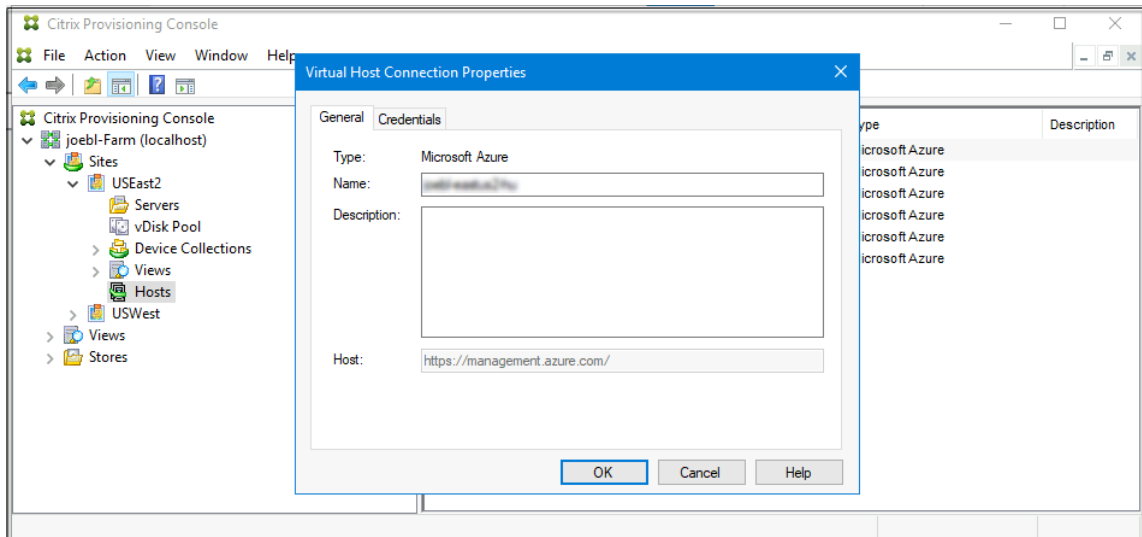 Citrix Provisioning Console
File Action View Window Help
Citrix Provisioning Console
joebl-Farm (localhost)
Sites
USEast2
Servers
vDisk Pool
Device Collections
Views
Hosts
USWest
Views
Stores
Virtual Host Connection Properties
General Credentials
Type: Microsoft Azure
Name:
Description:
Host: https://management.azure.com/
OK Cancel Help
ype Description
icrosoft Azure
icrosoft Azure
icrosoft Azure
icrosoft Azure
icrosoft Azure
icrosoft Azure